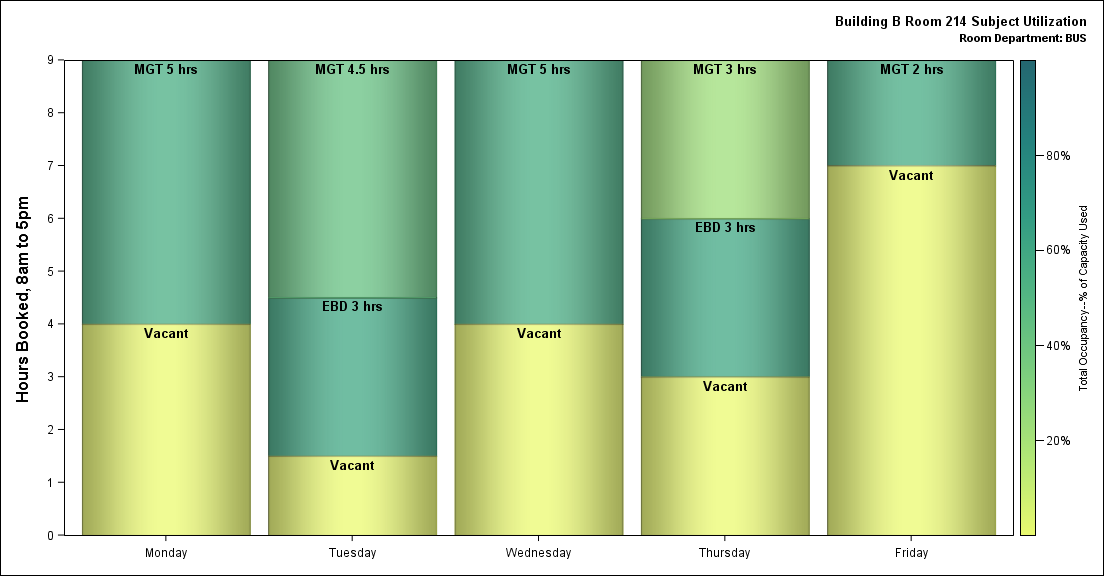 Building B Room 214 Subject Utilization
Room Department: BUS
Hours Booked, 8am to 5pm
9
8
7
6
5
4
3
2
1
0
MGT 5 hrs
Vacant
MGT 4.5 hrs
EBD 3 hrs
Vacant
MGT 5 hrs
Vacant
MGT 3 hrs
EBD 3 hrs
Vacant
MGT 2 hrs
Vacant
Monday
Tuesday
Wednesday
Thursday
Friday
80%
60%
40%
20%
Total Occupancy--% of Capacity Used